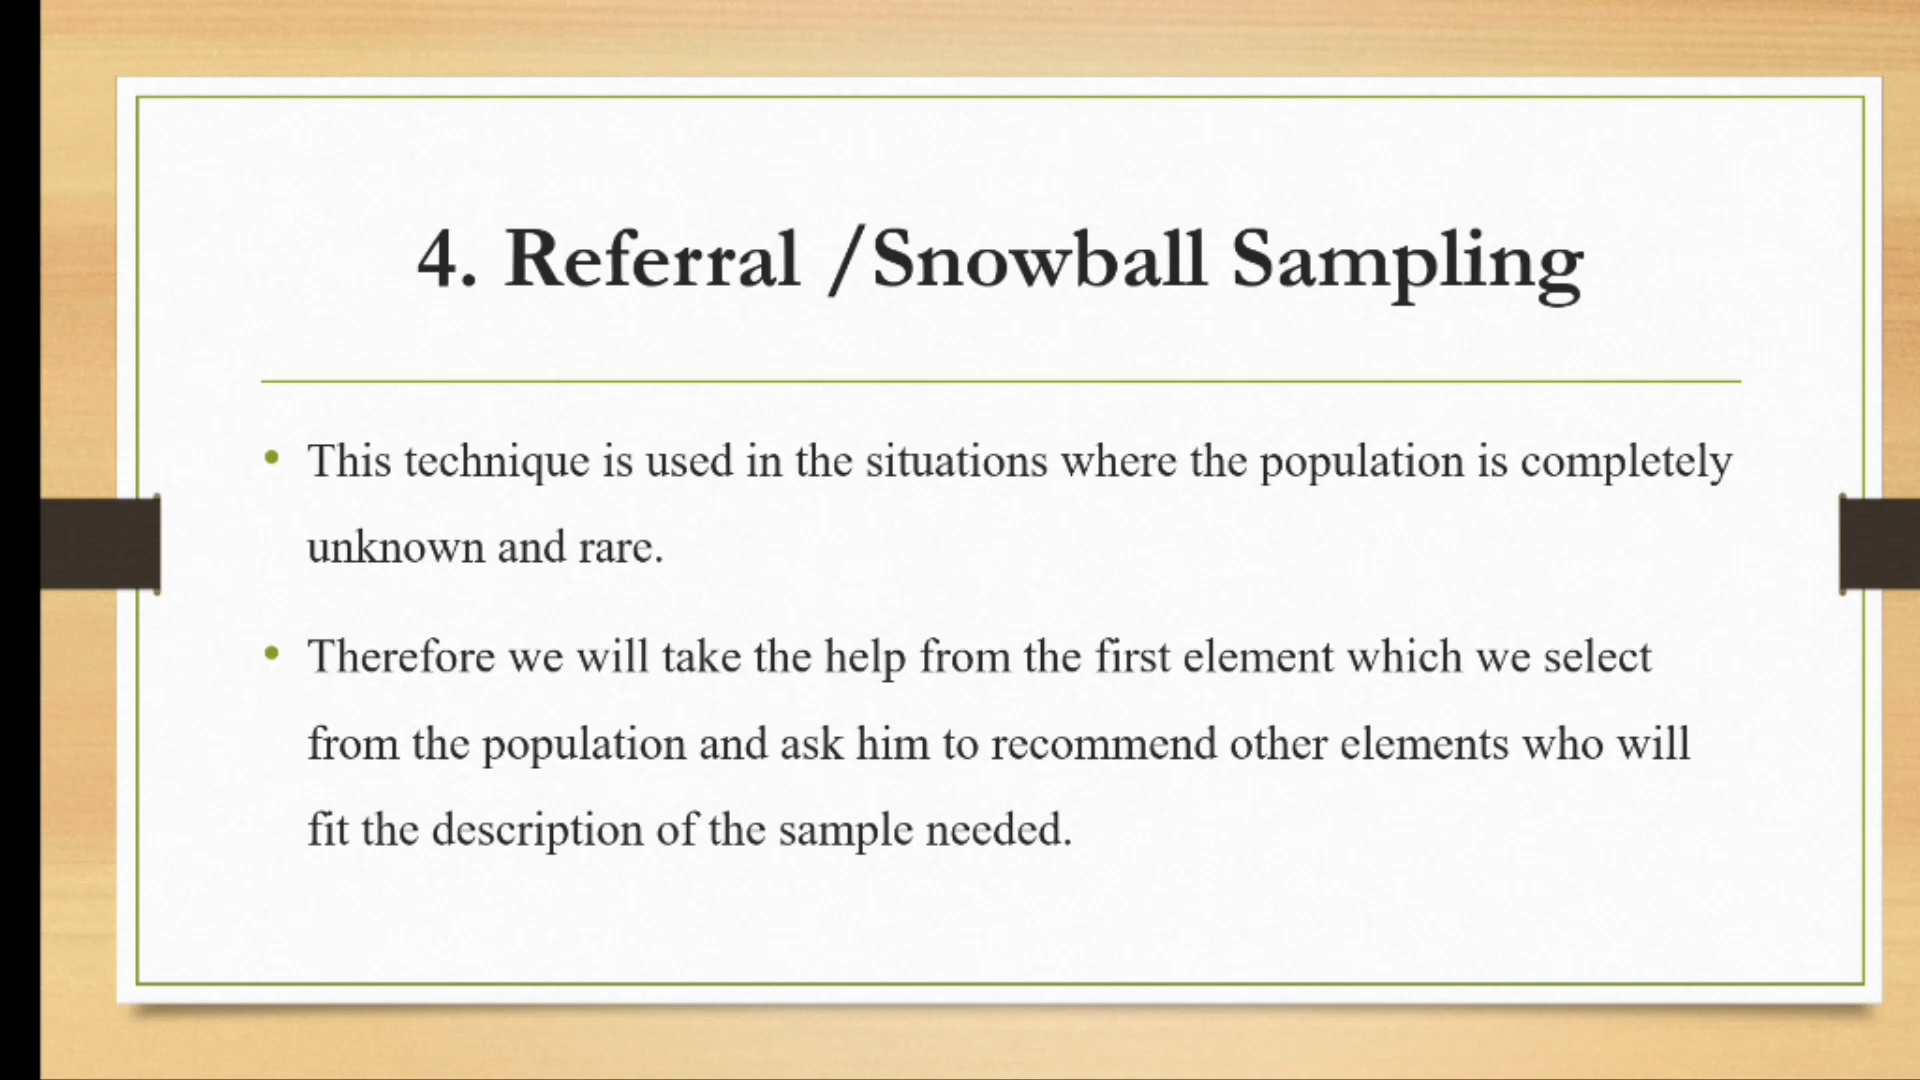 4. Referral /Snowball Sampling
• This technique is used in the situations where the population is completely
unknown and rare.
• Therefore we will take the help from the first element which we select
from the population and ask him to recommend other elements who will
fit the description of the sample needed.